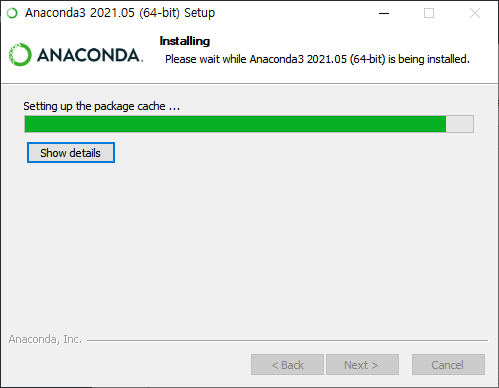 Anaconda3 2021.05 (64-bit) Setup
ANACONDA.
Installing
Please wait while Anaconda3 2021.05 (64-bit) is being installed.
Setting up the package cache ...
Show details
Anaconda, Inc.
< Back
Next >
Cancel